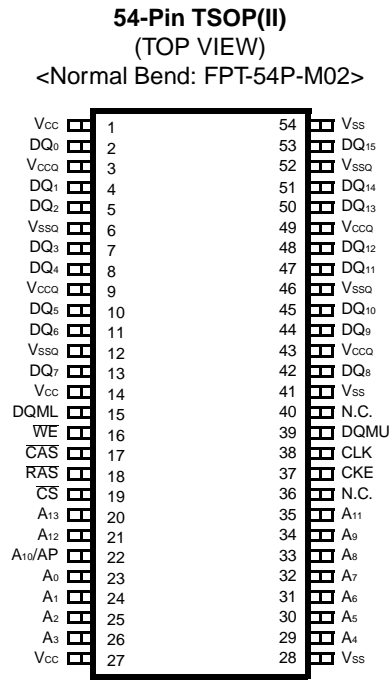 54-Pin TSOP(II)
(TOP VIEW)
<Normal Bend: FPT-54P-M02>
VCC 1 54 VSS
DQ0 2 53 DQ15
VCCQ 3 52 VSSQ
DQ1 4 51 DQ14
DQ2 5 50 DQ13
VSSQ 6 49 VCCQ
DQ3 7 48 DQ12
DQ4 8 47 DQ11
VCCQ 9 46 VSSQ
DQ5 10 45 DQ10
DQ6 11 44 DQ9
VSSQ 12 43 VCCQ
DQ7 13 42 DQ8
VCC 14 41 VSS
DQML 15 40 N.C.
WE 16 39 DQMU
CAS 17 38 CLK
RAS 18 37 CKE
CS 19 36 N.C.
A13 20 35 A11
A12 21 34 A9
A10/AP 22 33 A8
A0 23 32 A7
A1 24 31 A6
A2 25 30 A5
A3 26 29 A4
VCC 27 28 VSS